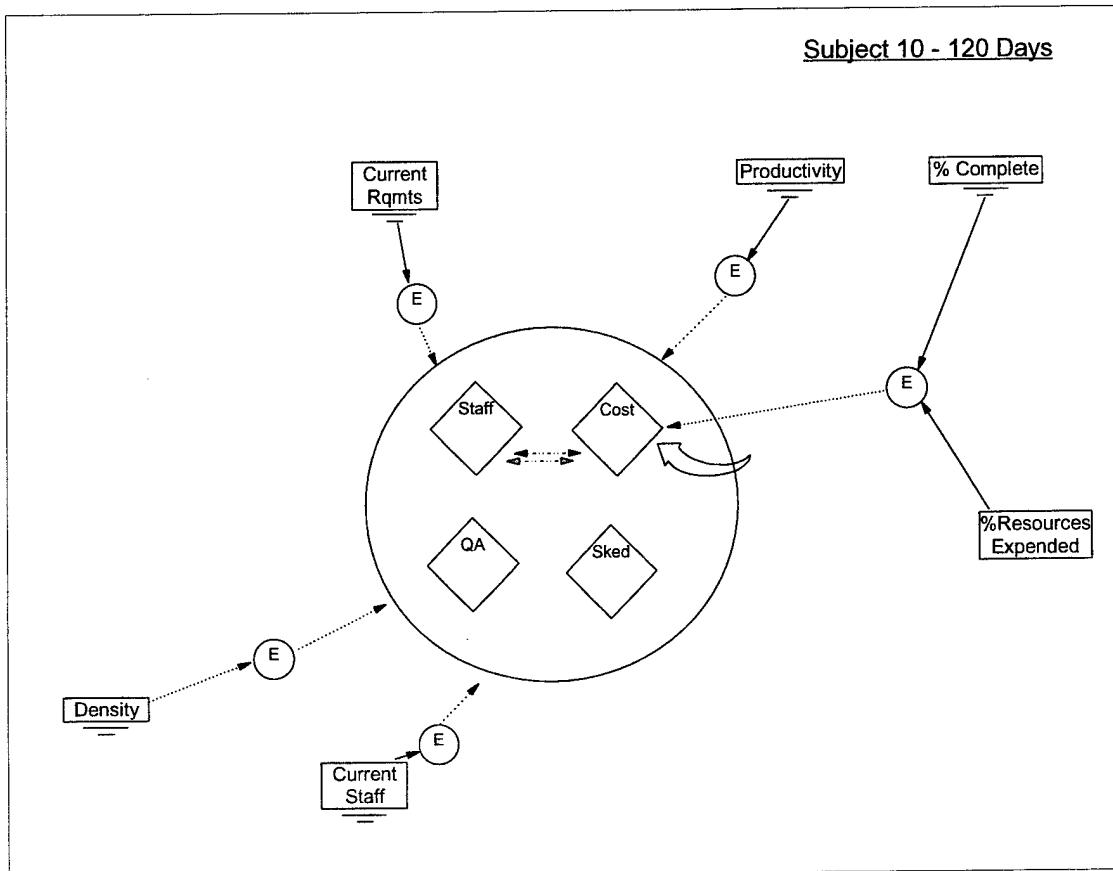 Subject 10 - 120 Days
Current
Rqmts
Productivity
% Complete
E
E
E
Staff
Cost
QA
Sked
%Resources
Expended
E
Density
E
Current
Staff